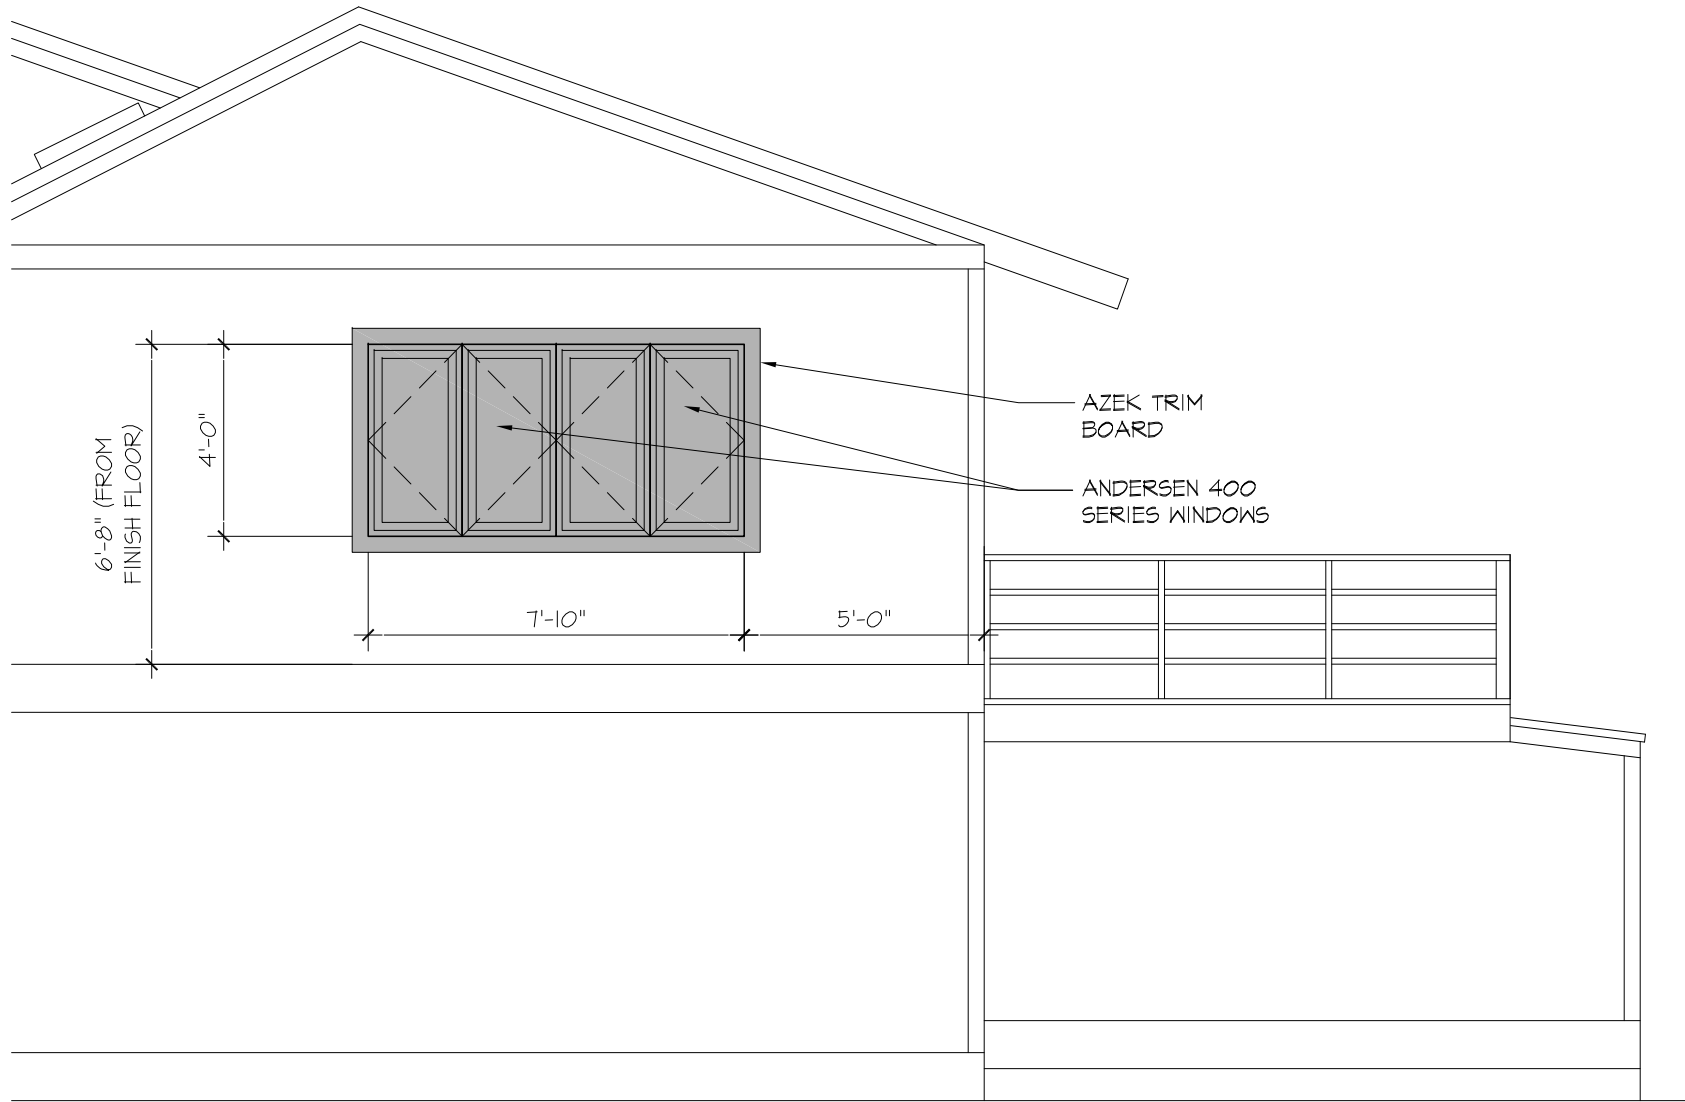 AZEK TRIM
BOARD
4'-0"
6'-8" (FROM
FINISH FLOOR)
ANDERSEN 400
SERIES WINDOWS
7'-10"
5'-0"